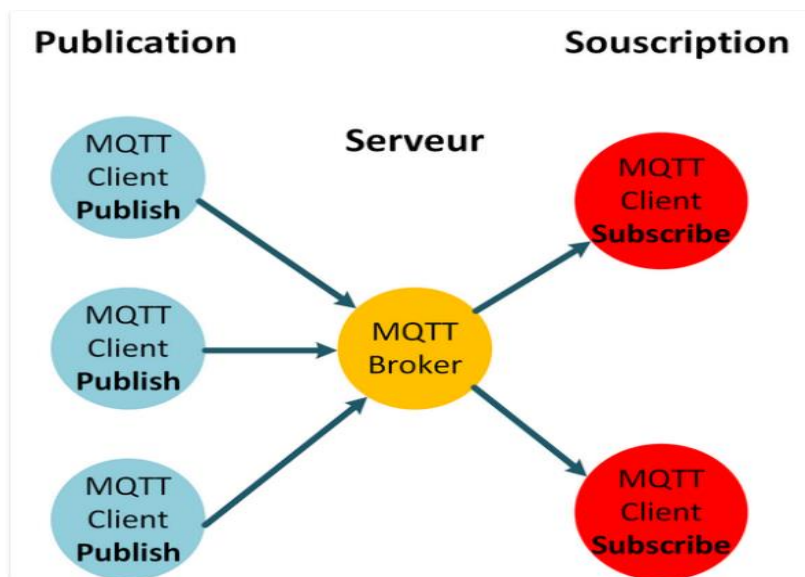 Publication
Souscription
Serveur
MQTT
Client
Publish
MQTT
Client
Subscribe
MQTT
Client
Publish
MQTT
Broker
MQTT
Client
Publish
MQTT
Client
Subscribe